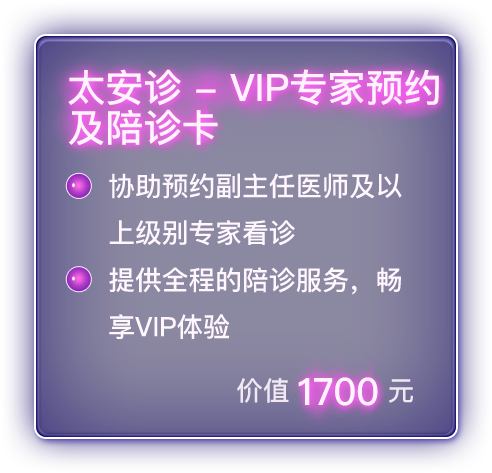 太安诊 – VIP专家预约
及陪诊卡
协助预约副主任医师及以
上级别专家看诊
提供全程的陪诊服务，畅
享VIP体验
价值 1700 元